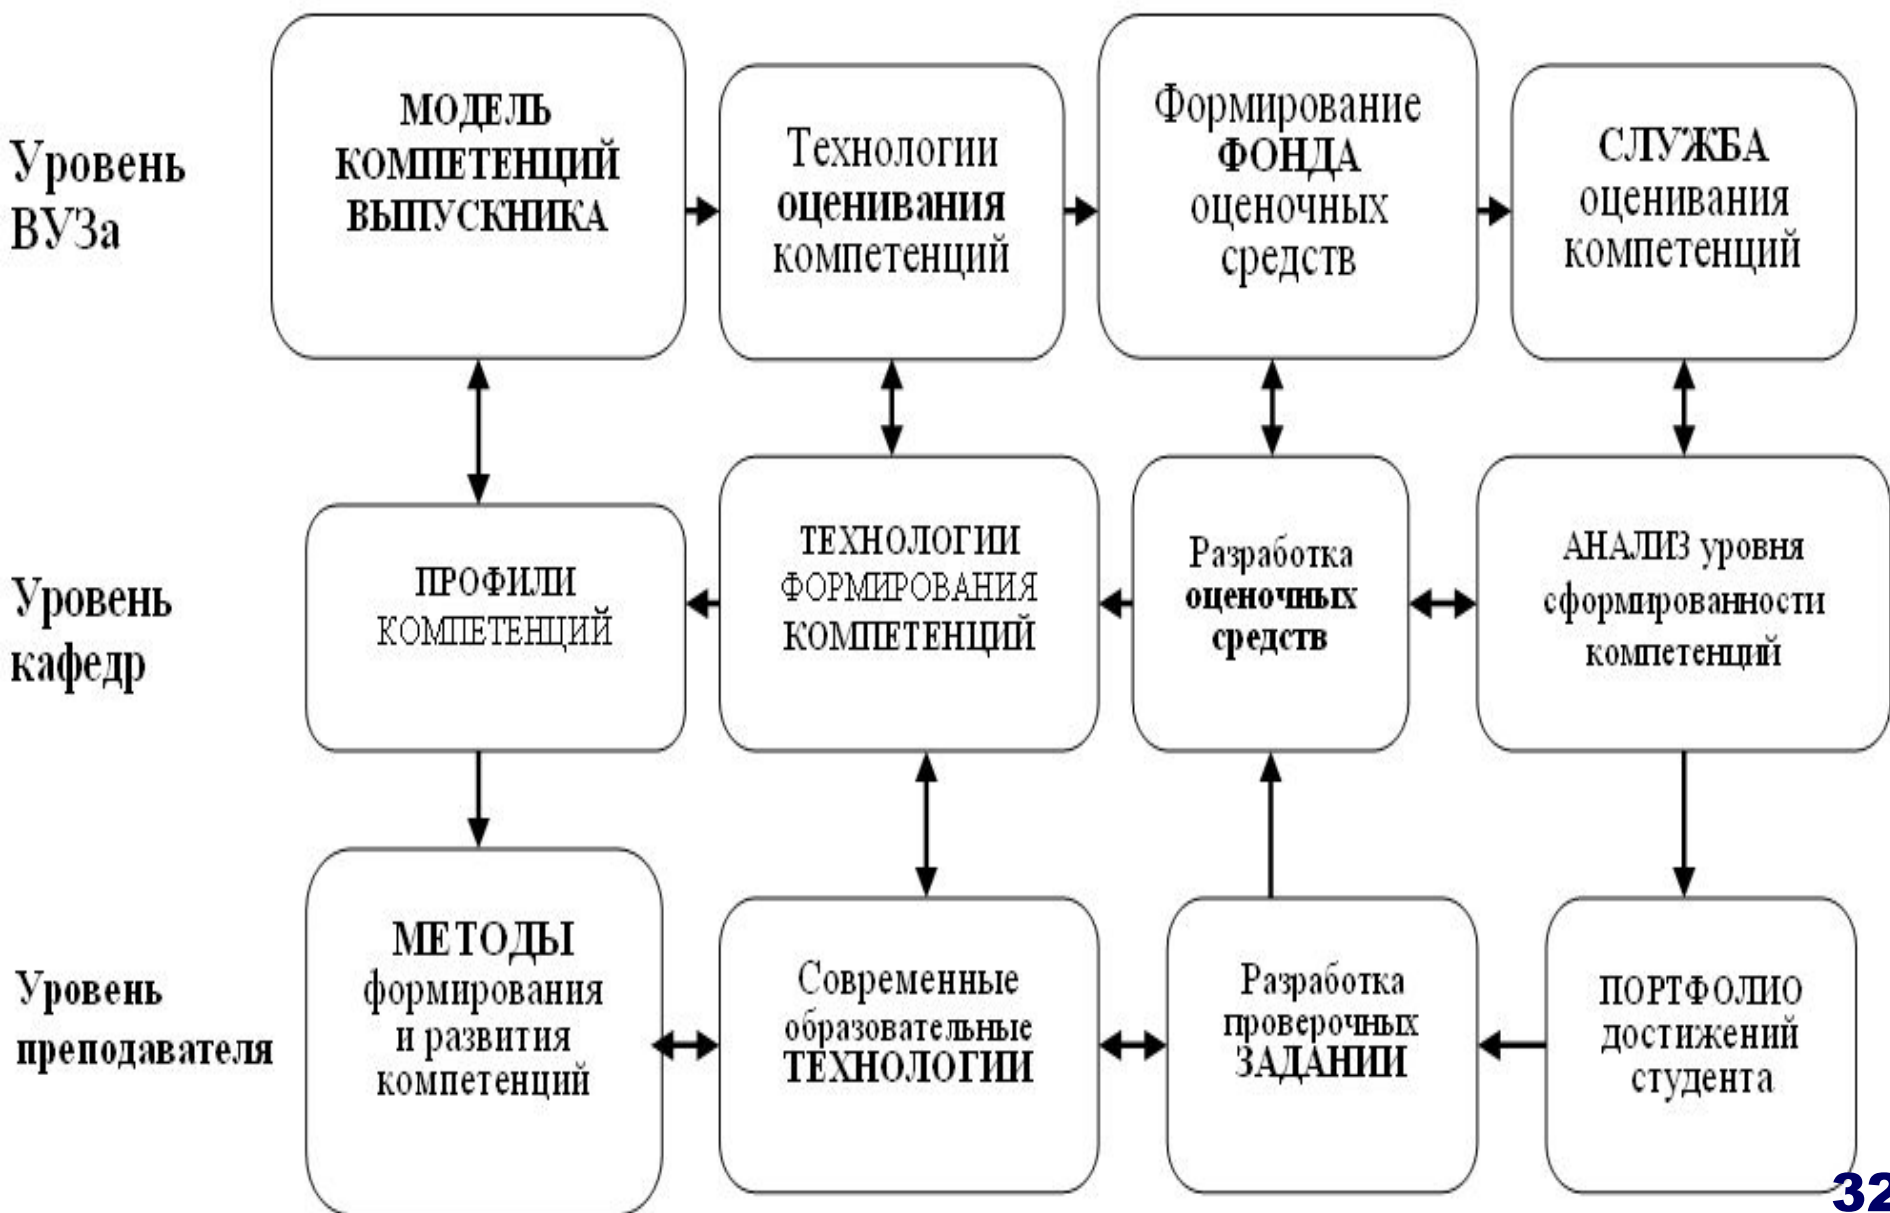 Уровень
ВУЗа
МОДЕЛЬ
КОМПЕТЕНЦИЙ
ВЫПУСКНИКА
Технологии
оценивания
компетенций
Формирование
ФОНДА
оценочных
средств
СЛУЖБА
оценивания
компетенций
Уровень
кафедр
ПРОФИЛИ
КОМПЕТЕНЦИЙ
ТЕХНОЛОГИИ
ФОРМИРОВАНИЯ
КОМПЕТЕНЦИЙ
Разработка
оценочных
средств
АНАЛИЗ уровня
сформированности
компетенций
Уровень
преподавателя
МЕТОДЫ
формирования
и развития
компетенций
Современные
образовательные
ТЕХНОЛОГИИ
Разработка
проверочных
ЗАДАНИИ
ПОРТФОЛИО
достижений
студента
32